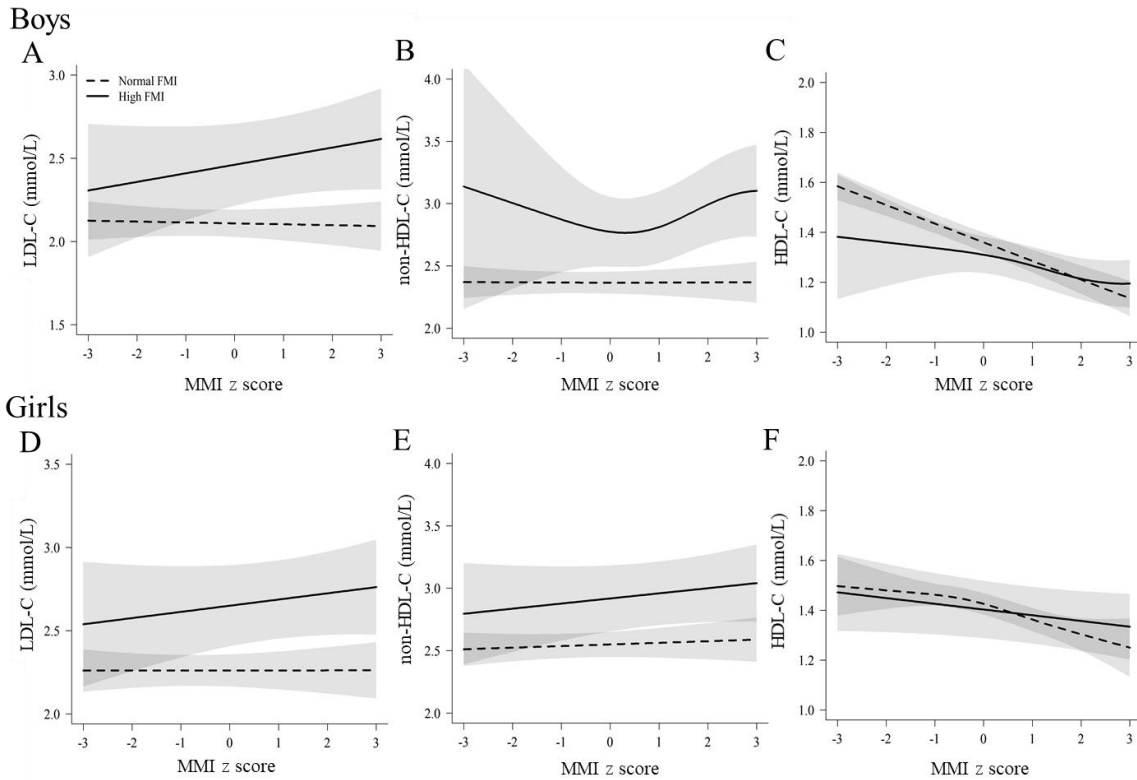 Boys
A
B
C
Normal FMI
High FMI
LDL-C (mmol/L)
3.0
2.5
2.0
1.5
-3 -2 -1 0 1 2 3
MMI z score
non-HDL-C (mmol/L)
4.0
3.5
3.0
2.5
2.0
-3 -2 -1 0 1 2 3
MMI z score
HDL-C (mmol/L)
2.0
1.8
1.6
1.4
1.2
1.0
-3 -2 -1 0 1 2 3
MMI z score
Girls
D
E
F
LDL-C (mmol/L)
3.5
3.0
2.5
2.0
-3 -2 -1 0 1 2 3
MMI z score
non-HDL-C (mmol/L)
4.0
3.5
3.0
2.5
2.0
-3 -2 -1 0 1 2 3
MMI z score
HDL-C (mmol/L)
2.0
1.8
1.6
1.4
1.2
1.0
-3 -2 -1 0 1 2 3
MMI z score